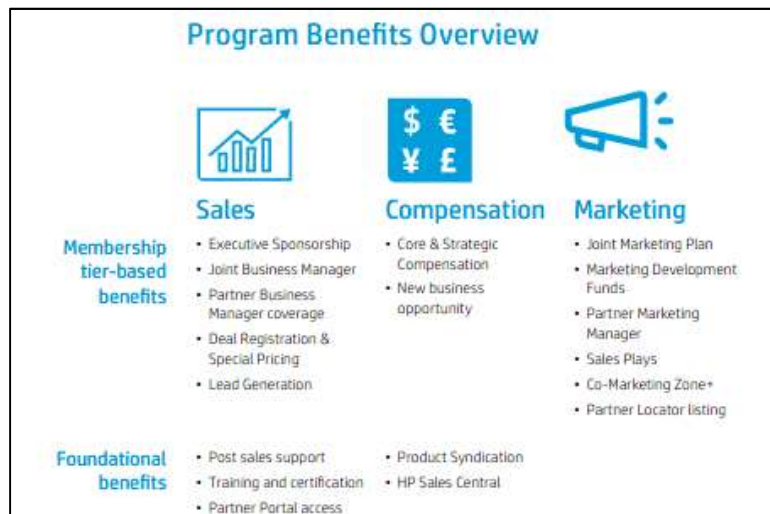 Program Benefits Overview
$ €
¥ £
Sales
Compensation
Marketing
Membership
tier-based
benefits
• Executive Sponsorship
• Joint Business Manager
• Partner Business
Manager coverage
• Deal Registration &
Special Pricing
• Lead Generation
• Core & Strategic
Compensation
• New business
opportunity
• Joint Marketing Plan
• Marketing Development
Funds
• Partner Marketing
Manager
• Sales Plays
• Co-Marketing Zone+
• Partner Locator listing
Foundational
benefits
• Post sales support
• Training and certification
• Partner Portal access
• Product Syndication
• HP Sales Central